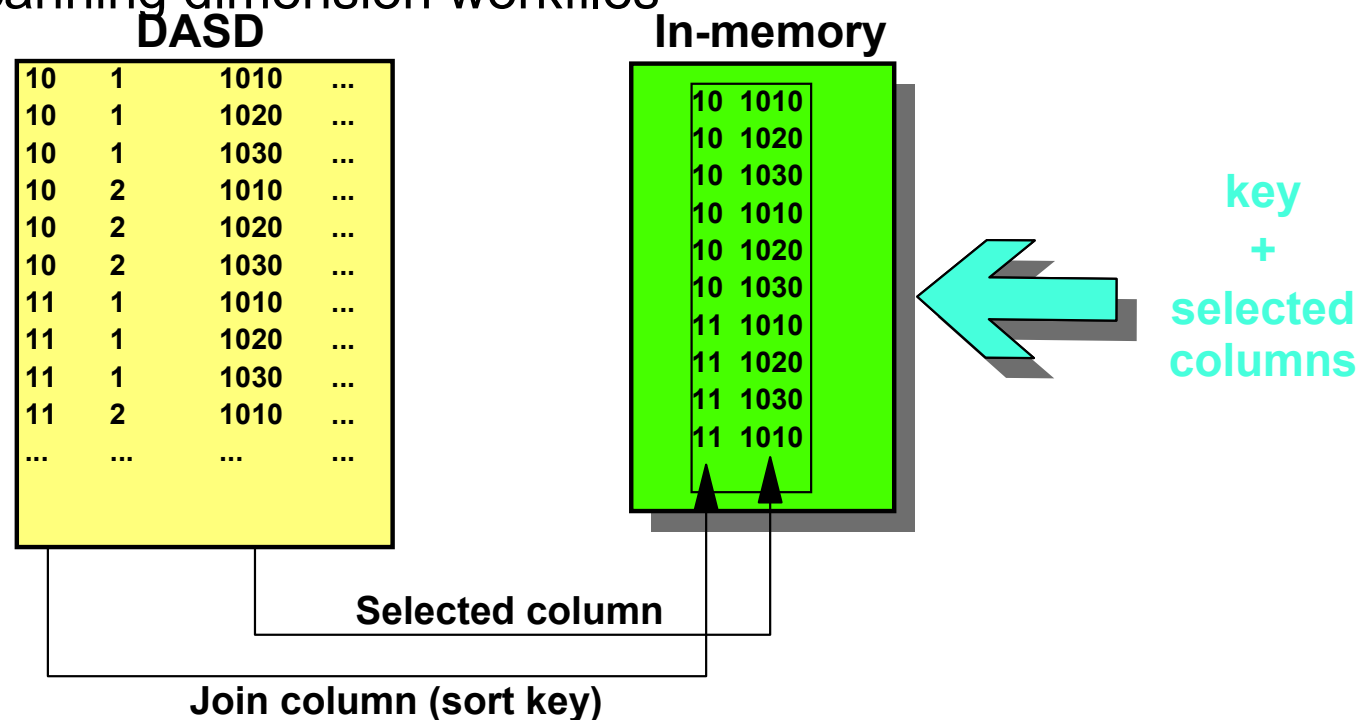 dimension workfiles
DASD
10 1 1010 ...
10 1 1020 ...
10 1 1030 ...
10 2 1010 ...
10 2 1020 ...
10 2 1030 ...
11 1 1010 ...
11 1 1020 ...
11 1 1030 ...
11 2 1010 ...
... ... ... ...
In-memory
10 1010
10 1020
10 1030
10 1010
10 1020
10 1030
11 1010
11 1020
11 1030
11 1010
key
+
selected
columns
Selected column
Join column (sort key)